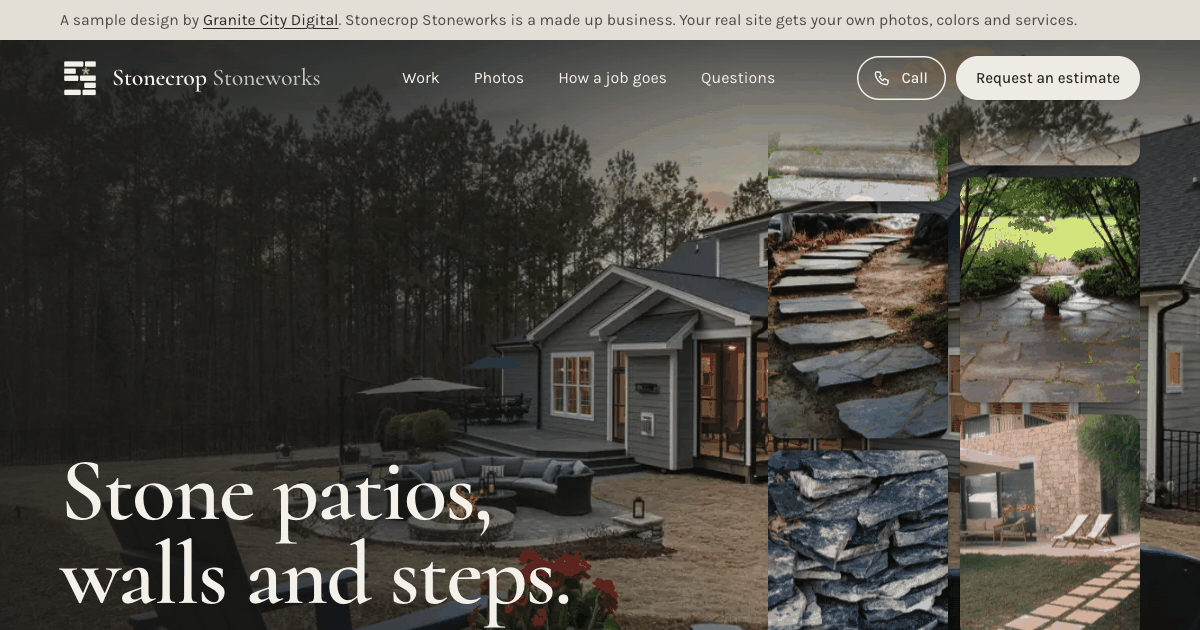 A sample design by Granite City Digital. Stonecrop Stoneworks is a made up business. Your real site gets your own photos, colors and services.
Stonecrop Stoneworks
Work
Photos
How a job goes
Questions
Call
Request an estimate
Stone patios,
walls and steps.